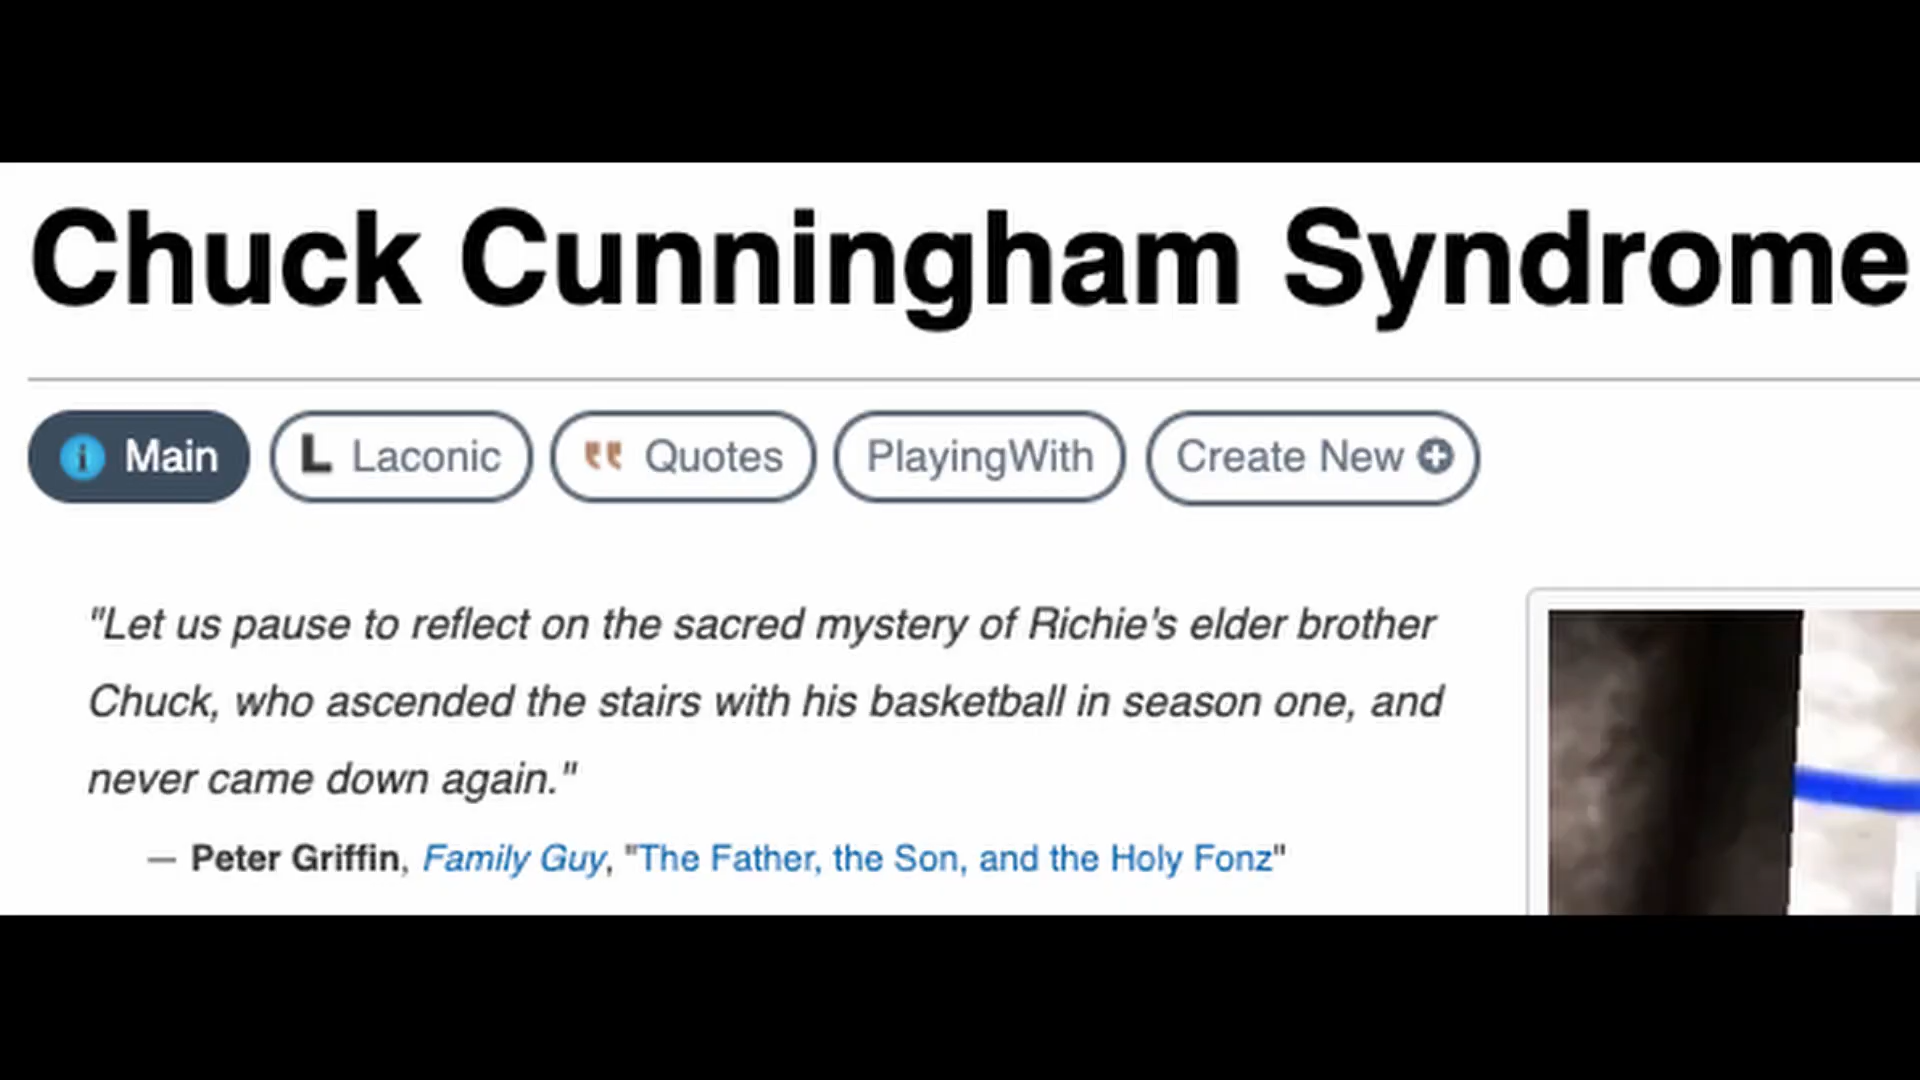 Chuck Cunningham Syndrome
Main Laconic Quotes PlayingWith Create New
"Let us pause to reflect on the sacred mystery of Richie's elder brother
Chuck, who ascended the stairs with his basketball in season one, and
never came down again."
— Peter Griffin, Family Guy, "The Father, the Son, and the Holy Fonz"